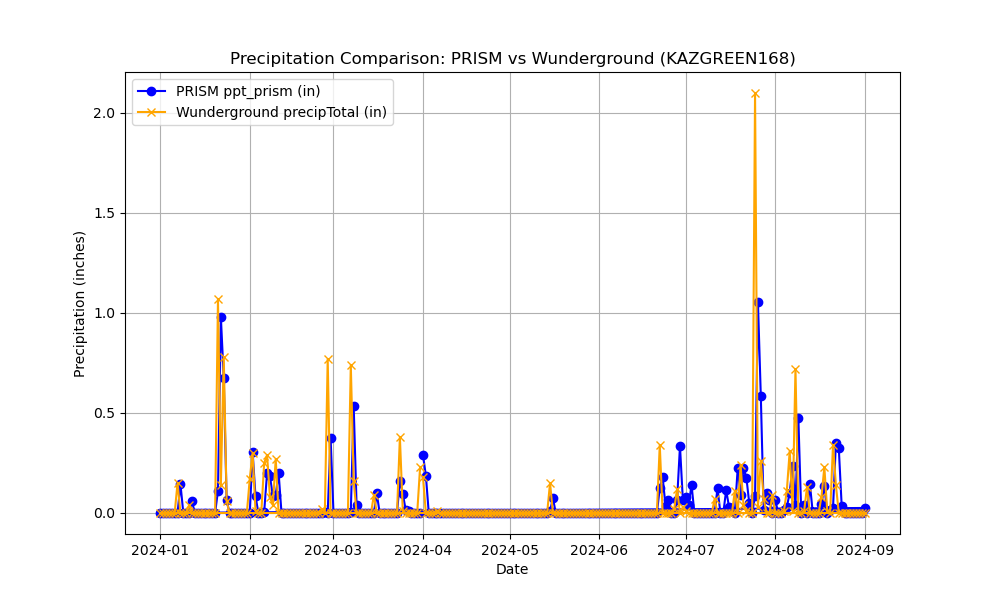 Precipitation Comparison: PRISM vs Wunderground (KAZGREEN168)
PRISM ppt_prism (in)
Wunderground precipTotal (in)
2.0
1.5
1.0
0.5
0.0
Precipitation (inches)
2024-01 2024-02 2024-03 2024-04 2024-05 2024-06 2024-07 2024-08 2024-09
Date